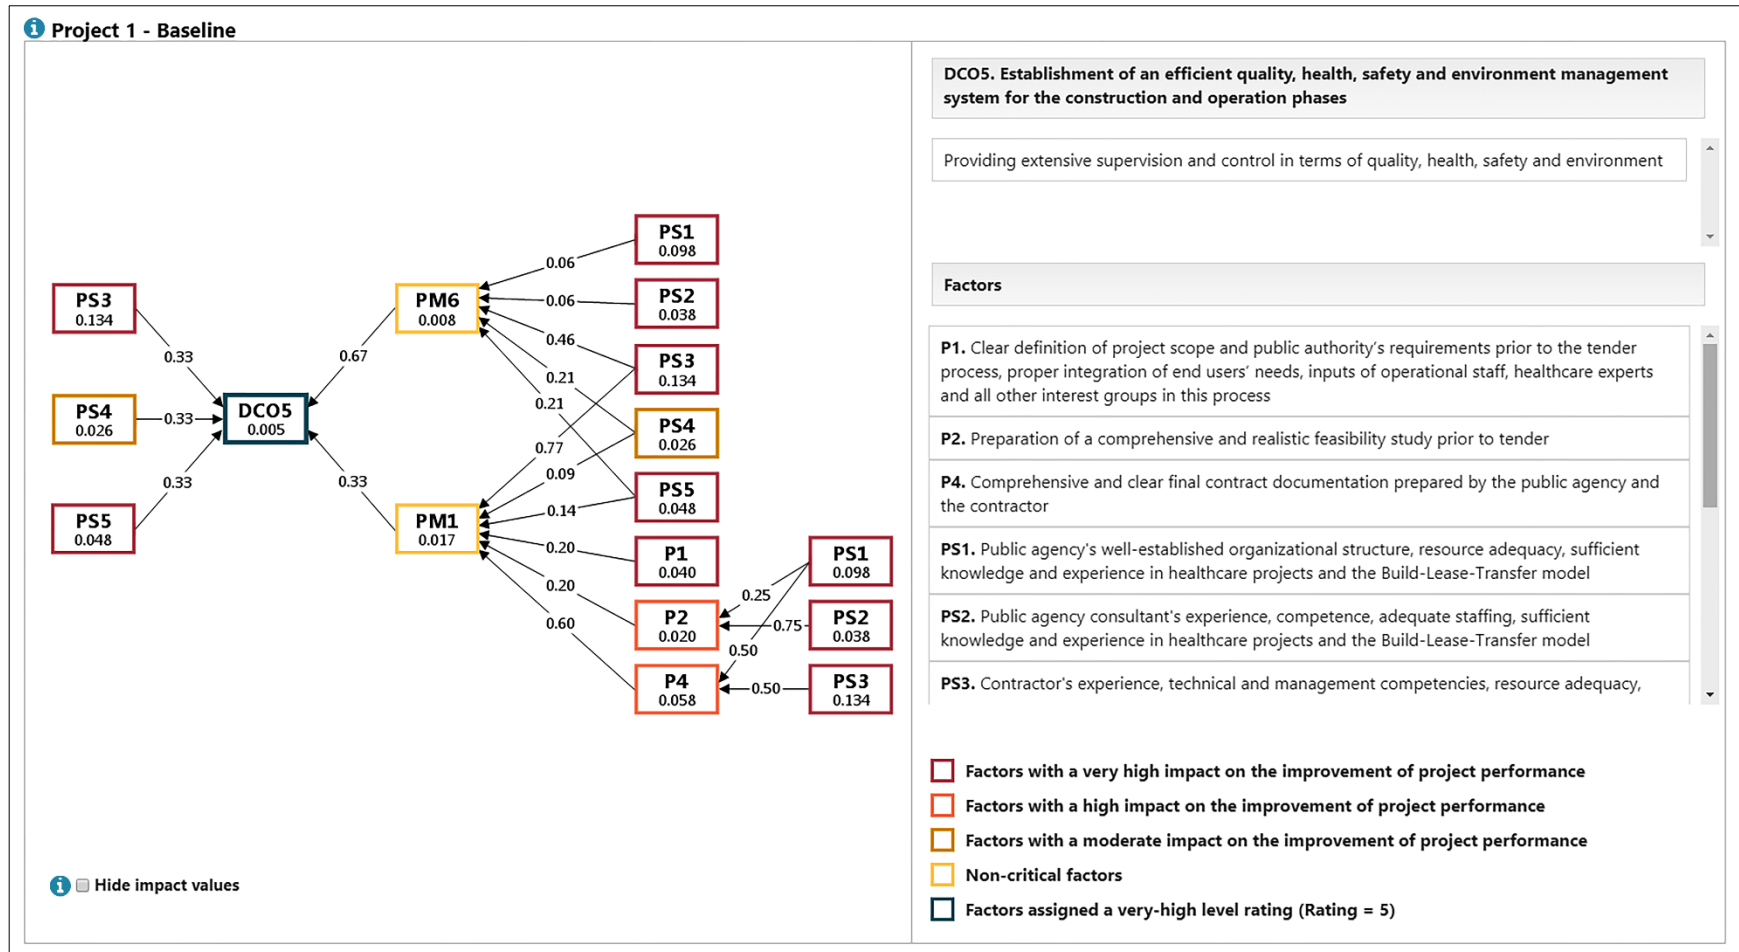 Project 1 - Baseline
PS3
0.134
PS4
0.026
PS5
0.048
0.33
0.33
0.33
DCO5
0.005
0.67
0.33
PM6
0.008
PM1
0.017
0.06
0.06
0.46
0.21
0.21
0.77
0.09
0.14
0.20
0.20
0.60
PS1
0.098
PS2
0.038
PS3
0.134
PS4
0.026
PS5
0.048
P1
0.040
P2
0.020
P4
0.058
0.25
0.75
0.50
0.50
PS1
0.098
PS2
0.038
PS3
0.134
Hide impact values
DCO5. Establishment of an efficient quality, health, safety and environment management
system for the construction and operation phases
Providing extensive supervision and control in terms of quality, health, safety and environment
Factors
P1. Clear definition of project scope and public authority's requirements prior to the tender
process, proper integration of end users' needs, inputs of operational staff, healthcare experts
and all other interest groups in this process
P2. Preparation of a comprehensive and realistic feasibility study prior to tender
P4. Comprehensive and clear final contract documentation prepared by the public agency and
the contractor
PS1. Public agency's well-established organizational structure, resource adequacy, sufficient
knowledge and experience in healthcare projects and the Build-Lease-Transfer model
PS2. Public agency consultant's experience, competence, adequate staffing, sufficient
knowledge and experience in healthcare projects and the Build-Lease-Transfer model
PS3. Contractor's experience, technical and management competencies, resource adequacy,
Factors with a very high impact on the improvement of project performance
Factors with a high impact on the improvement of project performance
Factors with a moderate impact on the improvement of project performance
Non-critical factors
Factors assigned a very-high level rating (Rating = 5)